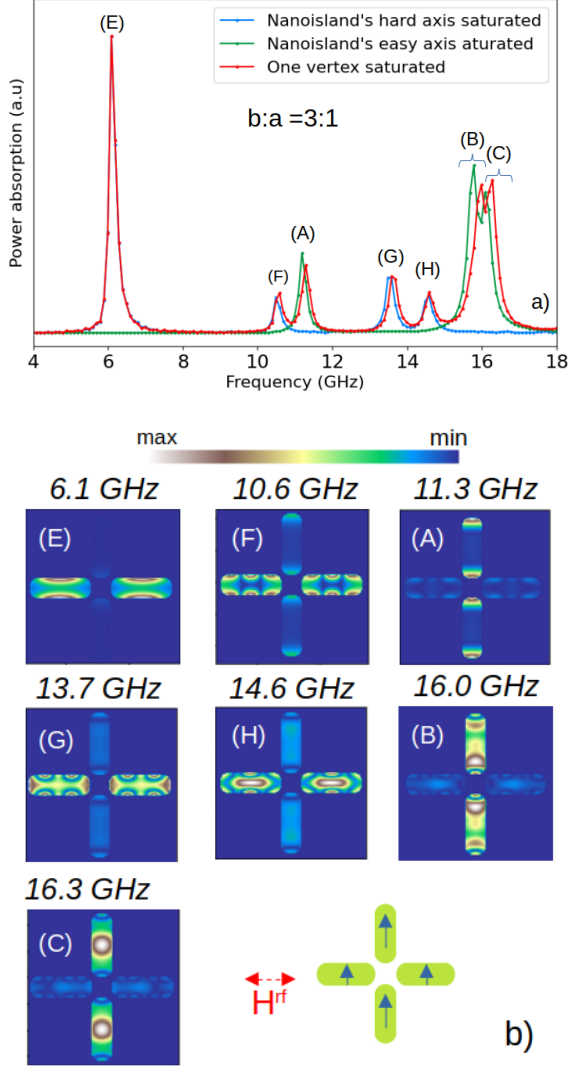 (E)
Nanoisland's hard axis saturated
Nanoisland's easy axis aturated
One vertex saturated
b:a =3:1
(B)
(C)
(A)
(F)
(G)
(H)
a)
Power absorption (a.u)
4 6 8 10 12 14 16 18
Frequency (GHz)
max min
6.1 GHz 10.6 GHz 11.3 GHz
(E) (F) (A)
13.7 GHz 14.6 GHz 16.0 GHz
(G) (H) (B)
16.3 GHz
(C)
H^rf
b)